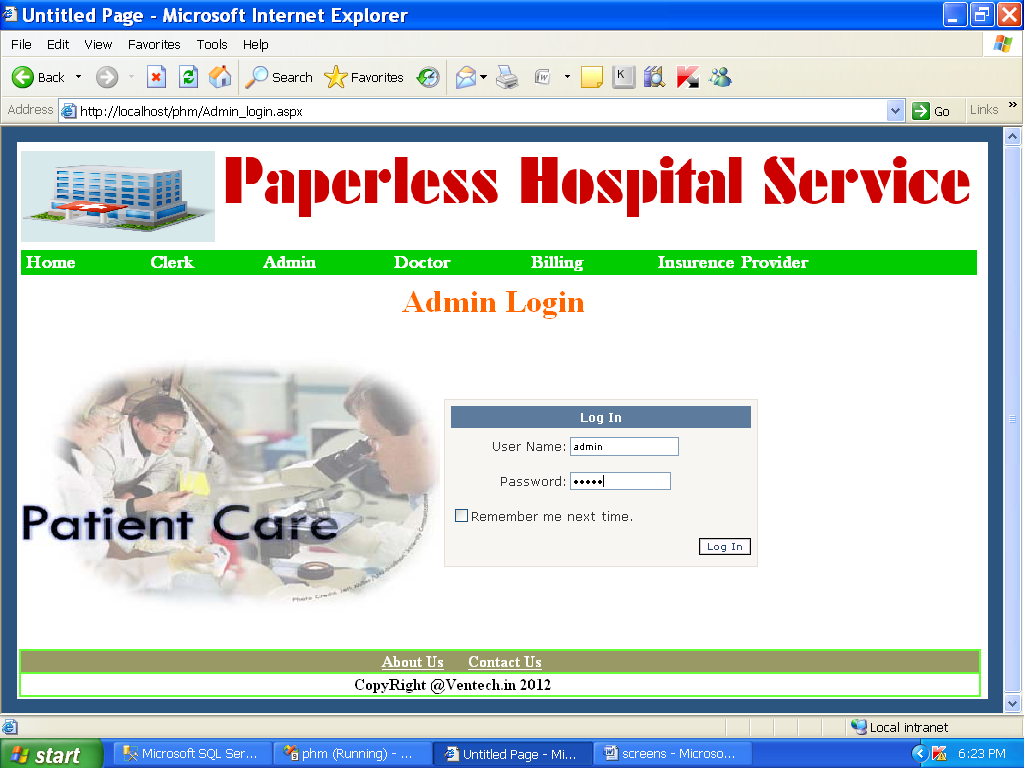 Untitled Page - Microsoft Internet Explorer
File Edit View Favorites Tools Help
Back Search Favorites
Address http://localhost/phm/Admin_login.aspx Go Links »
Paperless Hospital Service
Home Clerk Admin Doctor Billing Insurence Provider
Admin Login
Log In
User Name: admin
Password: •••••
Remember me next time.
Log In
Patient Care
About Us Contact Us
CopyRight @Ventech.in 2012
Local intranet
start Microsoft SQL Ser... phm (Running) - ... Untitled Page - Mi... screens - Microso... 6:23 PM